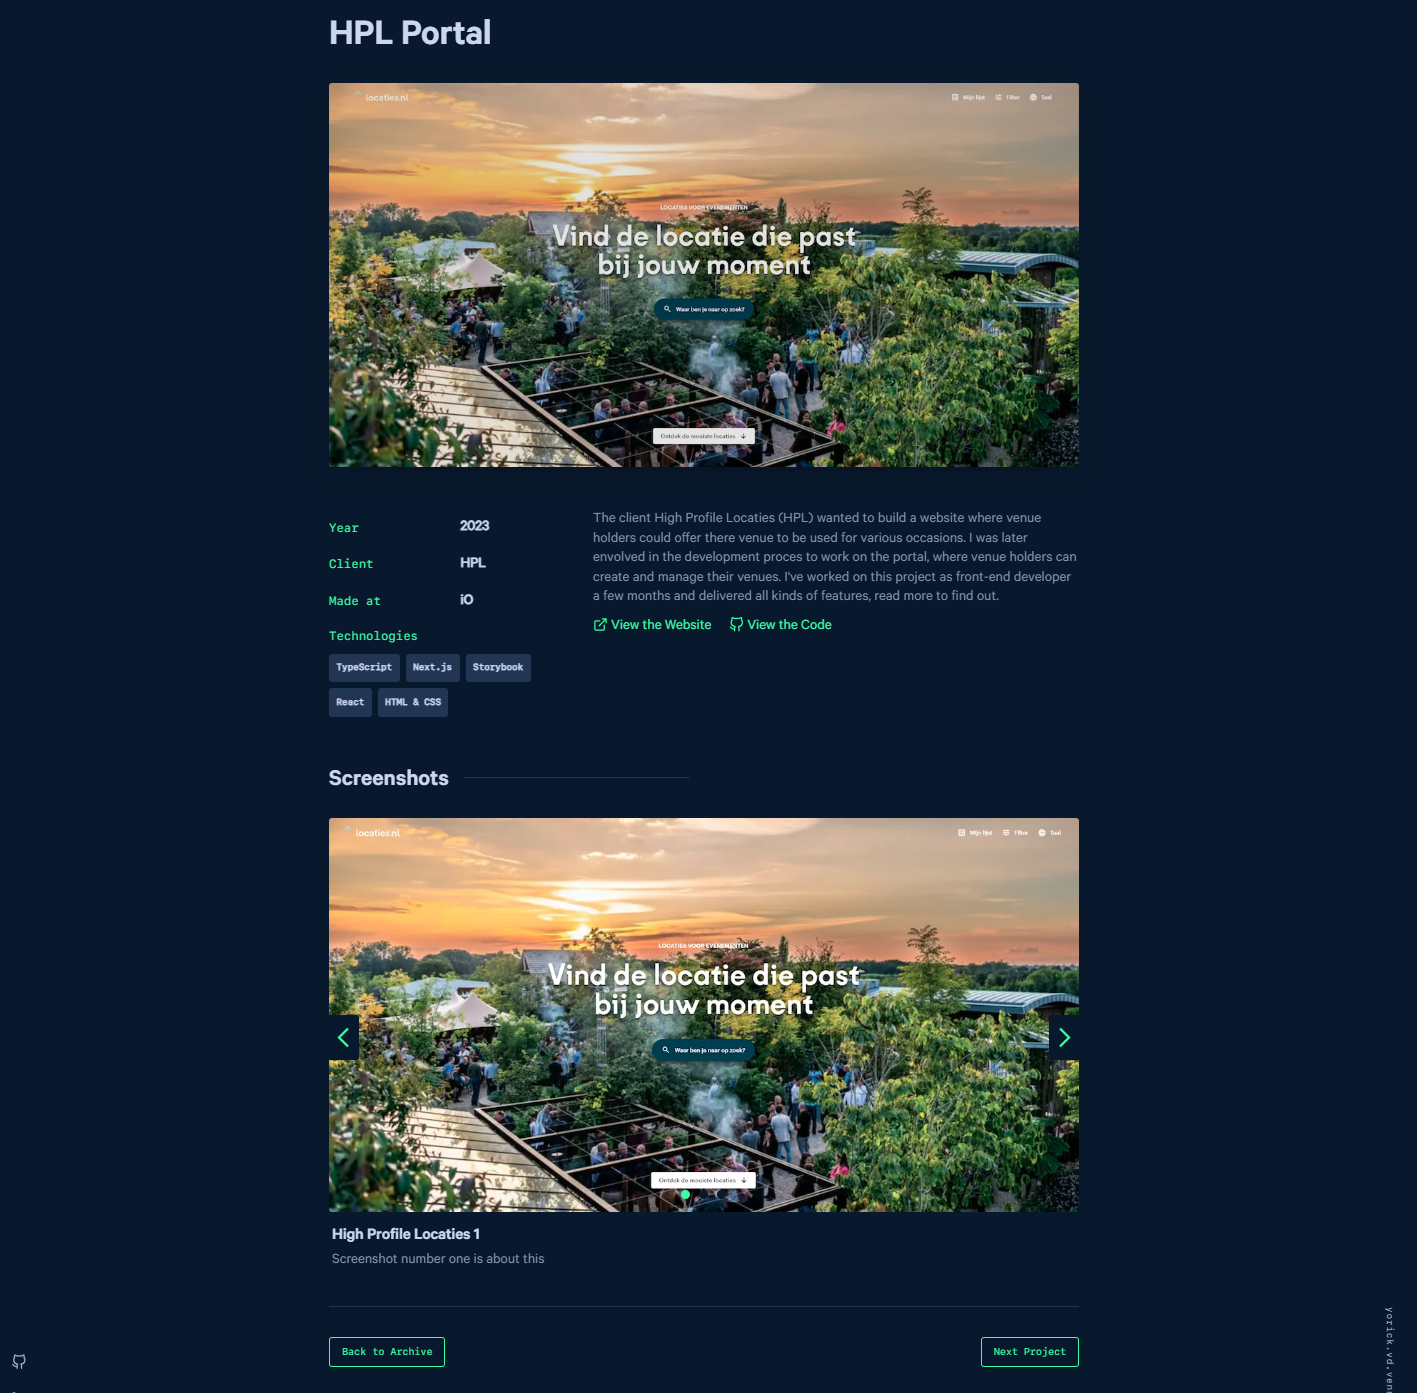 HPL Portal
locaties.nl
Mijn lijst Filter Taal
LOCATIES VOOR EVENEMENTEN
Vind de locatie die past
bij jouw moment
Waar ben je naar op zoek?
Ontdek de mooiste locaties
Year 2023
Client HPL
Made at iO
Technologies
TypeScript Next.js Storybook
React HTML & CSS
The client High Profile Locaties (HPL) wanted to build a website where venue
holders could offer there venue to be used for various occasions. I was later
envolved in the development proces to work on the portal, where venue holders can
create and manage their venues. I've worked on this project as front-end developer
a few months and delivered all kinds of features, read more to find out.
View the Website View the Code
Screenshots
locaties.nl
Mijn lijst Filter Taal
LOCATIES VOOR EVENEMENTEN
Vind de locatie die past
bij jouw moment
Waar ben je naar op zoek?
Ontdek de mooiste locaties
High Profile Locaties 1
Screenshot number one is about this
Back to Archive Next Project
yorick.vd.ven